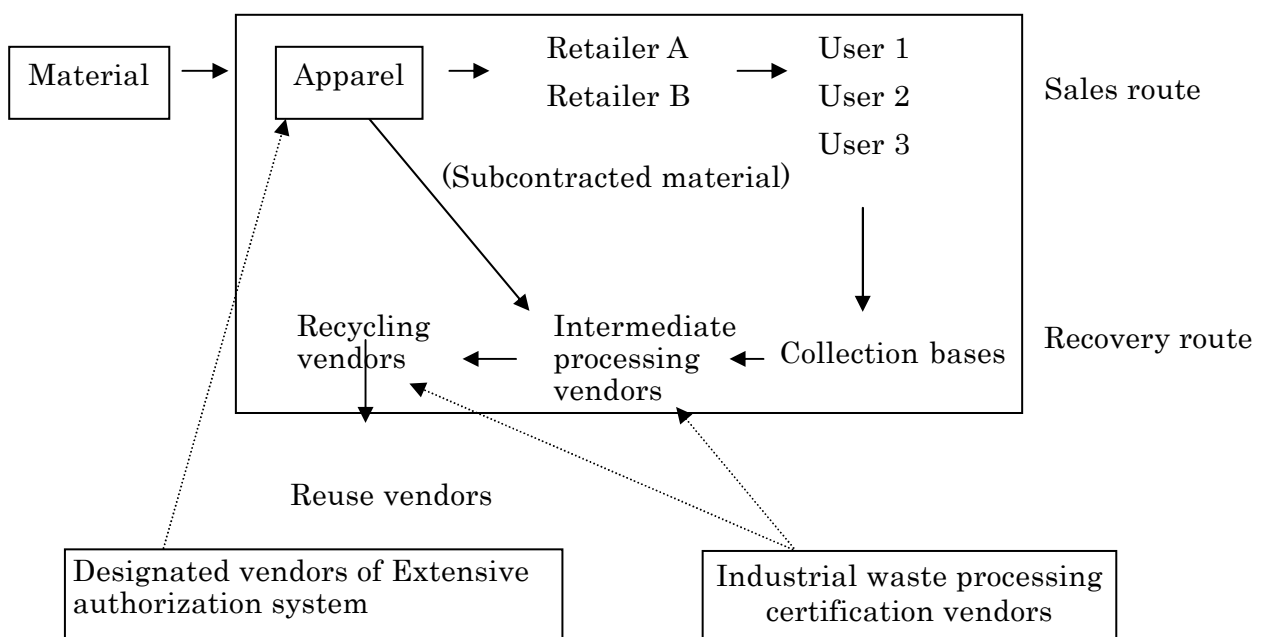 Material
Apparel
Retailer A
Retailer B
User 1
User 2
User 3
Sales route
(Subcontracted material)
Recycling
vendors
Intermediate
processing
vendors
Collection bases
Recovery route
Reuse vendors
Designated vendors of Extensive
authorization system
Industrial waste processing
certification vendors